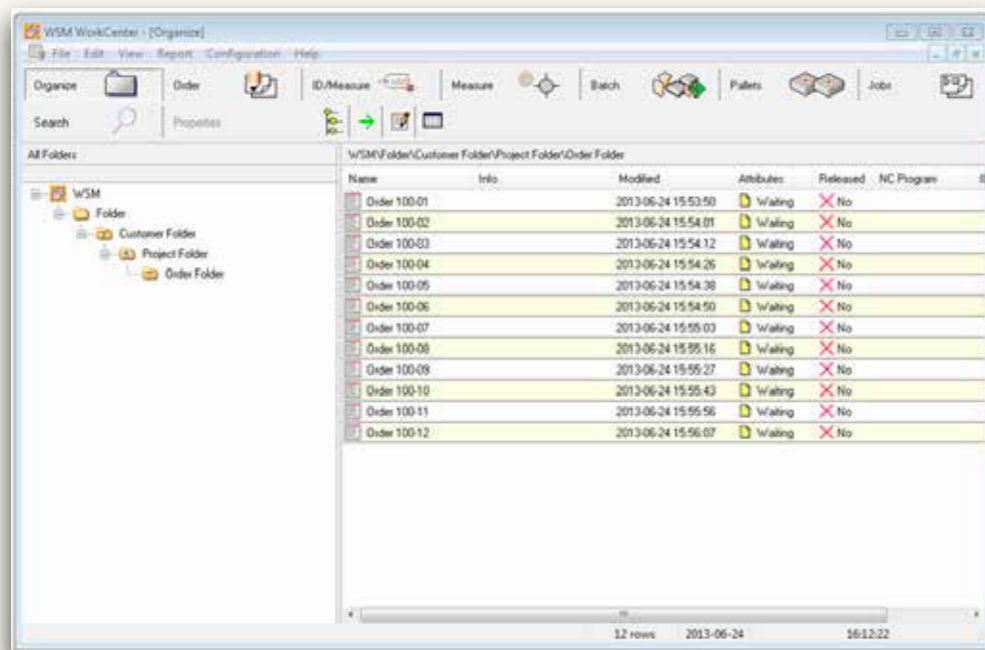 WSM WorkCenter - [Organize]
File Edit View Report Configuration Help
Organize Order ID/Measure Measure Batch Pallets Jobs
Search Properties
All Folders
WSM
Folder
Customer Folder
Project Folder
Order Folder
WSM\Folder\Customer Folder\Project Folder\Order Folder
Name Info Modified Attributes Released NC Program
Order 100-01 2013-06-24 15:53:50 Waiting No
Order 100-02 2013-06-24 15:54:01 Waiting No
Order 100-03 2013-06-24 15:54:12 Waiting No
Order 100-04 2013-06-24 15:54:26 Waiting No
Order 100-05 2013-06-24 15:54:38 Waiting No
Order 100-06 2013-06-24 15:54:50 Waiting No
Order 100-07 2013-06-24 15:55:03 Waiting No
Order 100-08 2013-06-24 15:55:16 Waiting No
Order 100-09 2013-06-24 15:55:27 Waiting No
Order 100-10 2013-06-24 15:55:43 Waiting No
Order 100-11 2013-06-24 15:55:56 Waiting No
Order 100-12 2013-06-24 15:56:07 Waiting No
12 rows 2013-06-24 16:12:22